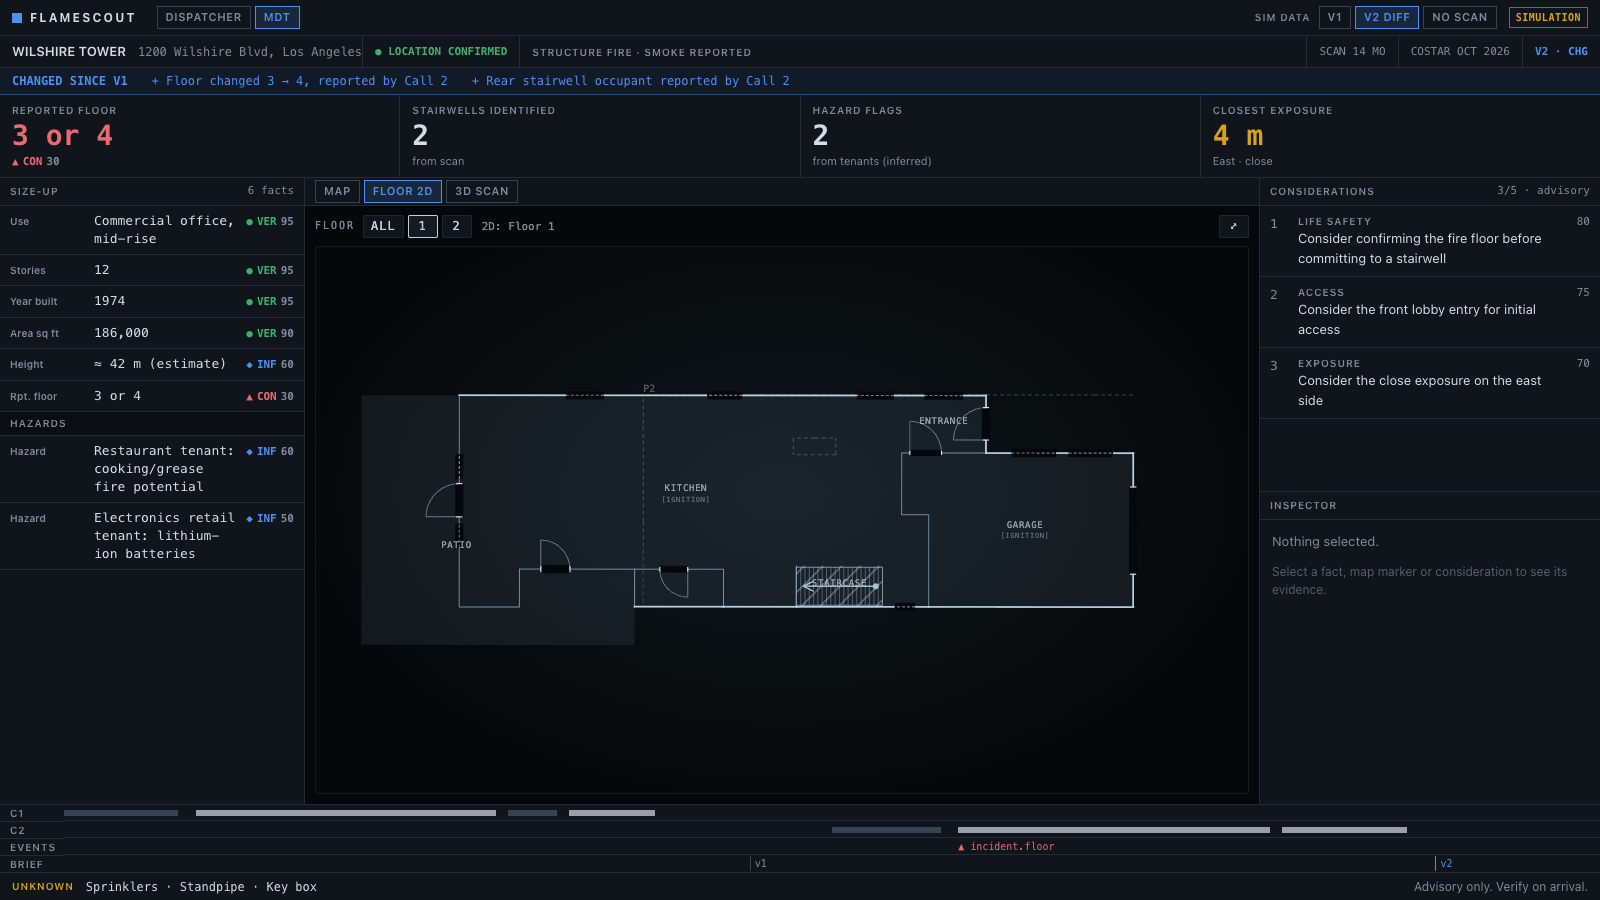 FLAMESCOUT
DISPATCHER
MDT
SIM DATA
V1
V2 DIFF
NO SCAN
SIMULATION
WILSHIRE TOWER
1200 Wilshire Blvd, Los Angeles
● LOCATION CONFIRMED
STRUCTURE FIRE · SMOKE REPORTED
SCAN 14 MO
COSTAR OCT 2026
V2 · CHG
CHANGED SINCE V1
+ Floor changed 3 → 4, reported by Call 2
+ Rear stairwell occupant reported by Call 2
REPORTED FLOOR
3 or 4
▲ CON 30
STAIRWELLS IDENTIFIED
2
from scan
HAZARD FLAGS
2
from tenants (inferred)
CLOSEST EXPOSURE
4 m
East · close
SIZE-UP
6 facts
Use
Commercial office,
mid-rise
● VER 95
Stories
12
● VER 95
Year built
1974
● VER 95
Area sq ft
186,000
● VER 90
Height
≈ 42 m (estimate)
◆ INF 60
Rpt. floor
3 or 4
▲ CON 30
HAZARDS
Hazard
Restaurant tenant:
cooking/grease
fire potential
◆ INF 60
Hazard
Electronics retail
tenant: lithium-
ion batteries
◆ INF 50
MAP
FLOOR 2D
3D SCAN
FLOOR
ALL
1
2
2D: Floor 1
P2
ENTRANCE
KITCHEN
[IGNITION]
GARAGE
[IGNITION]
PATIO
STAIRCASE
CONSIDERATIONS
3/5 · advisory
1
LIFE SAFETY
80
Consider confirming the fire floor before
committing to a stairwell
2
ACCESS
75
Consider the front lobby entry for initial
access
3
EXPOSURE
70
Consider the close exposure on the east
side
INSPECTOR
Nothing selected.
Select a fact, map marker or consideration to see its
evidence.
C1
C2
EVENTS
▲ incident.floor
BRIEF
v1
v2
UNKNOWN
Sprinklers · Standpipe · Key box
Advisory only. Verify on arrival.